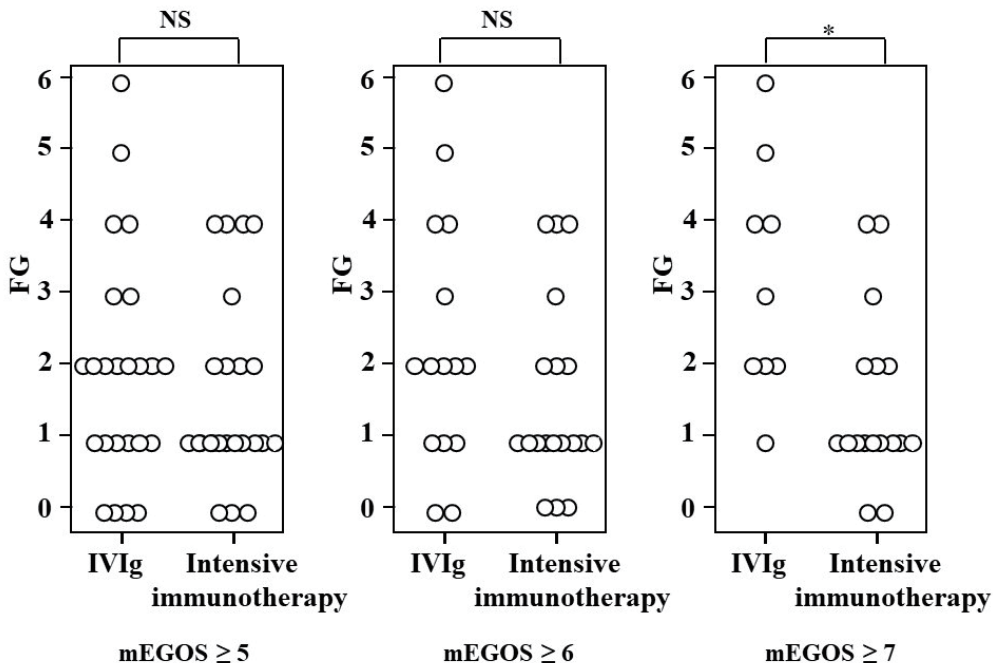 NS
6
5
4
3
2
1
0
FG
IVIg
Intensive
immunotherapy
mEGOS ≥ 5
NS
6
5
4
3
2
1
0
FG
IVIg
Intensive
immunotherapy
mEGOS ≥ 6
*
6
5
4
3
2
1
0
FG
IVIg
Intensive
immunotherapy
mEGOS ≥ 7